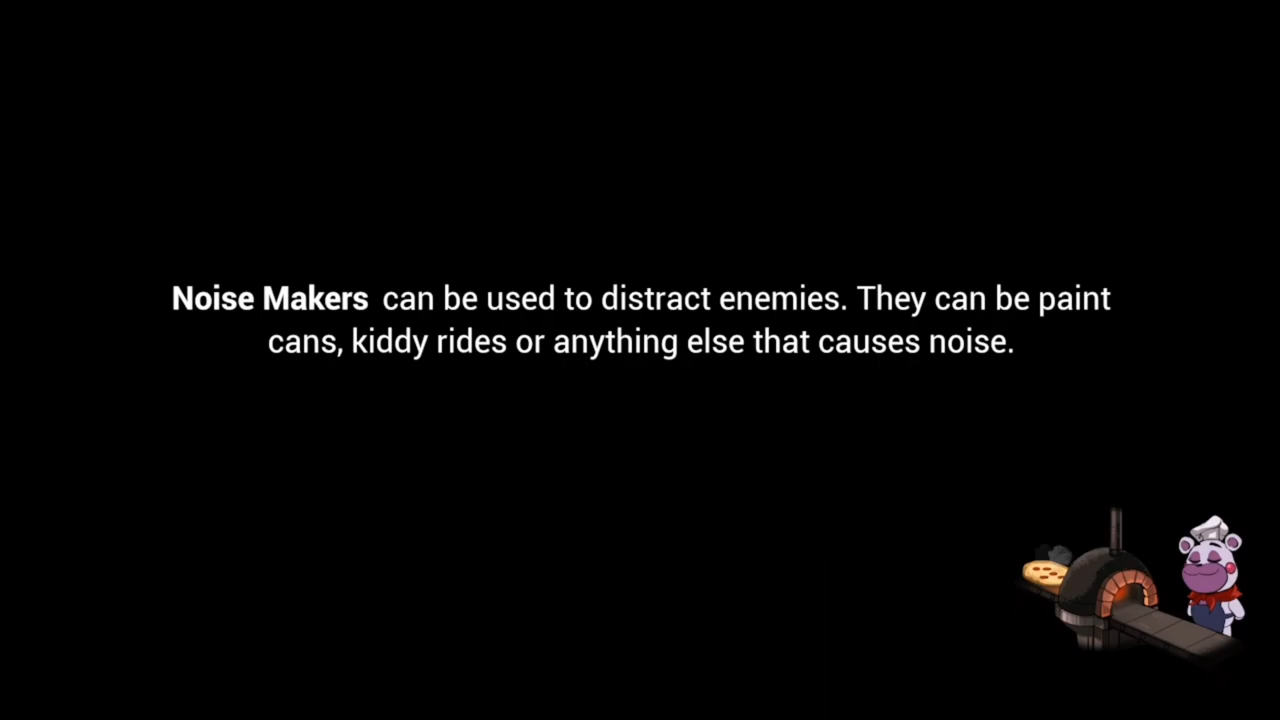 Noise Makers can be used to distract enemies. They can be paint
cans, kiddy rides or anything else that causes noise.